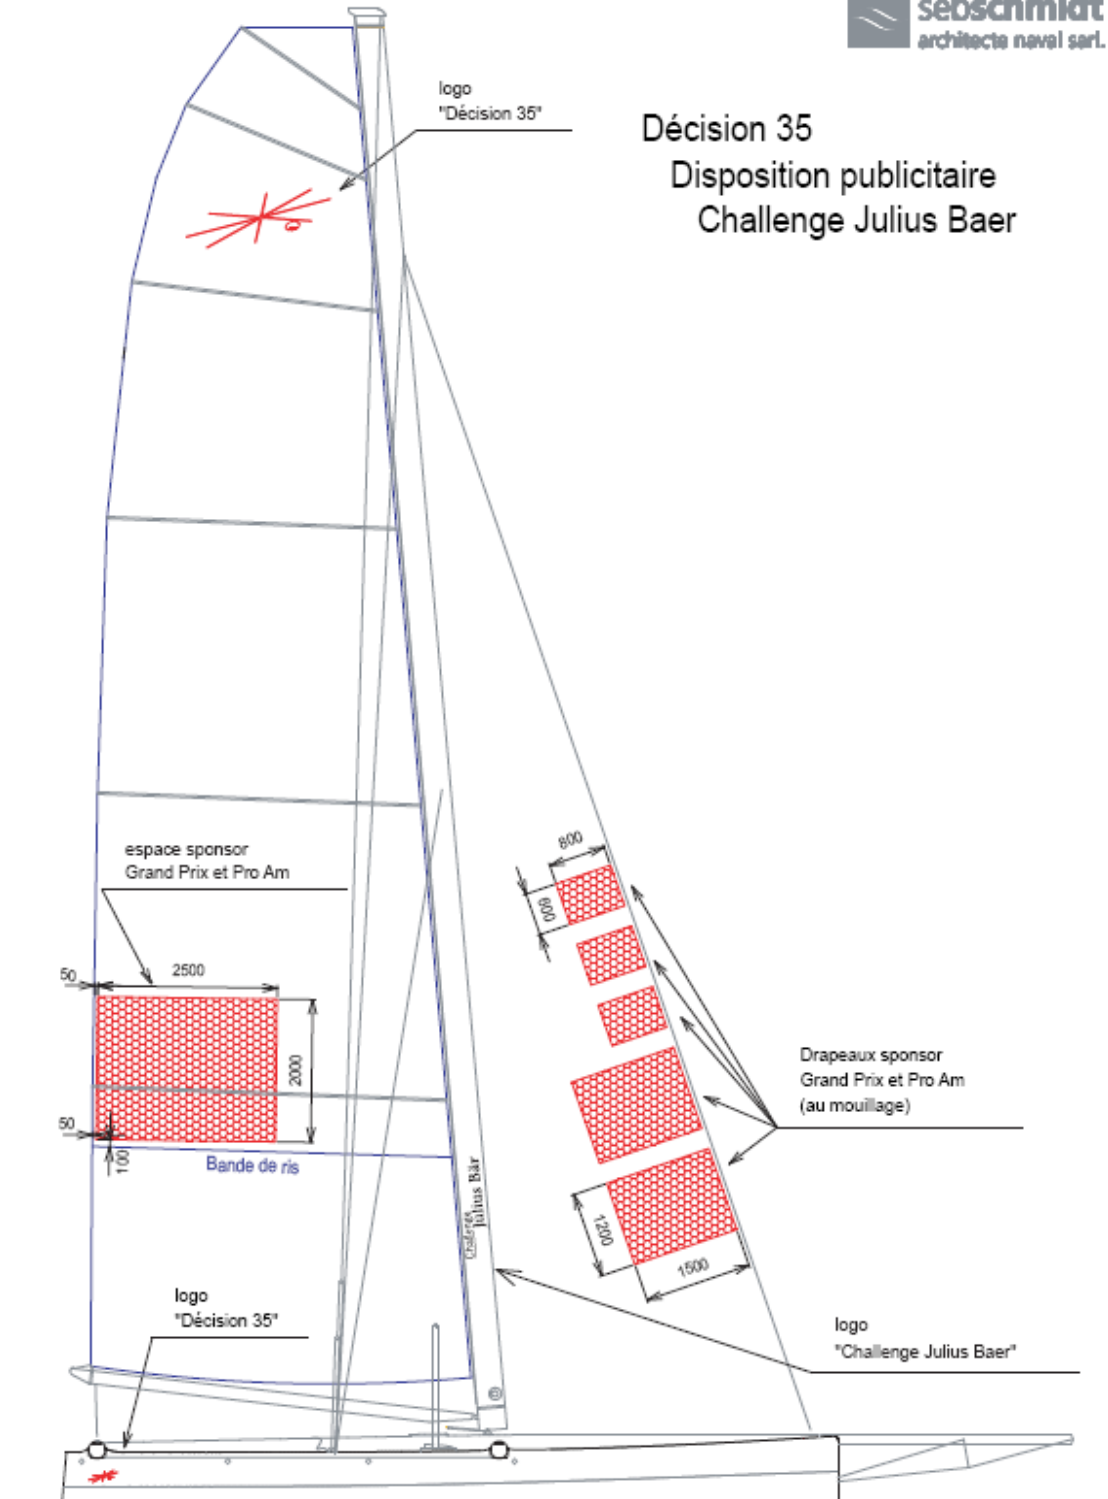 sebschmidt
architecte naval sarl.
logo
"Décision 35"
Décision 35
Disposition publicitaire
Challenge Julius Baer
800
600
espace sponsor
Grand Prix et Pro Am
50
2500
2000
50
100
Bande de ris
Drapeaux sponsor
Grand Prix et Pro Am
(au mouillage)
Challenge
Julius Bär
1200
1500
logo
"Décision 35"
logo
"Challenge Julius Baer"